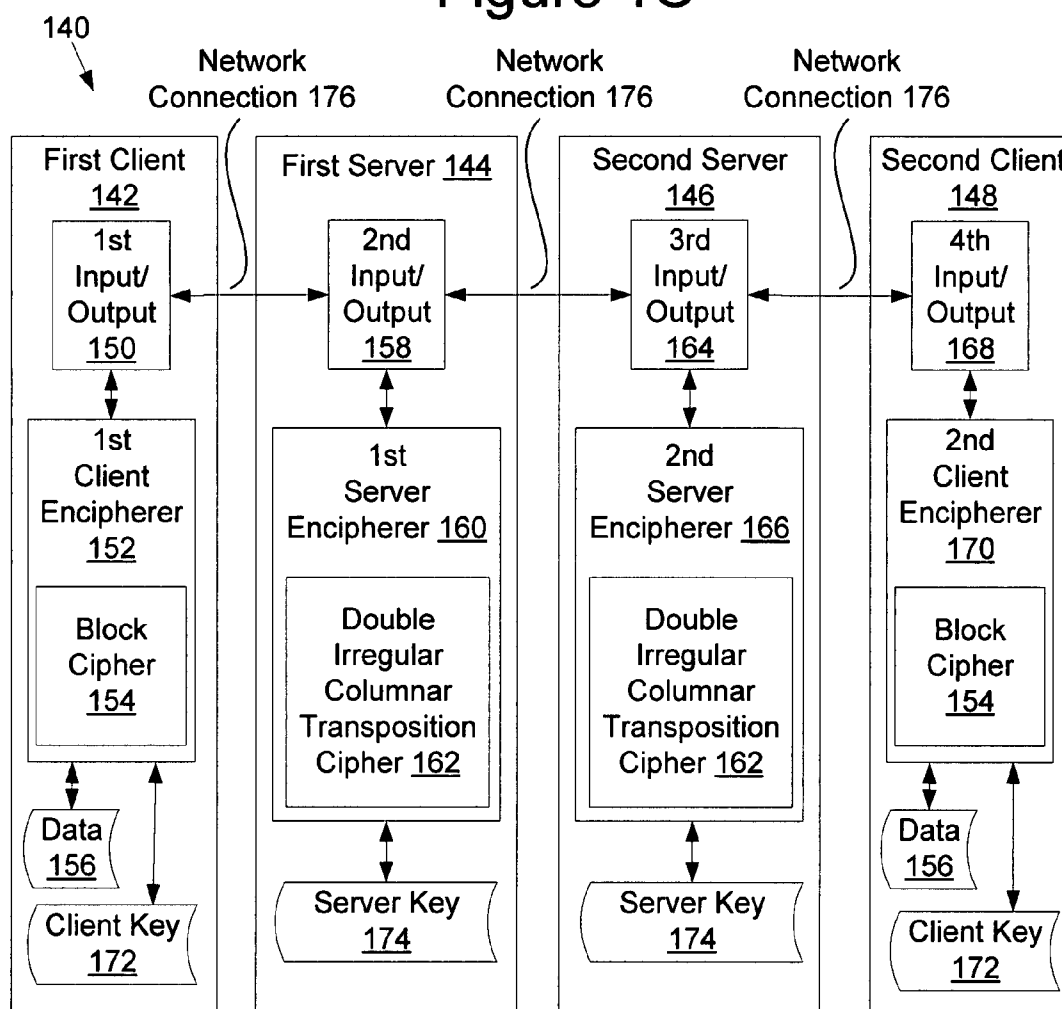 Figure 1C
140
Network
Connection 176
Network
Connection 176
Network
Connection 176
First Client
142
1st
Input/
Output
150
1st
Client
Encipherer
152
Block
Cipher
154
Data
156
Client Key
172
First Server 144
2nd
Input/
Output
158
1st
Server
Encipherer 160
Double
Irregular
Columnar
Transposition
Cipher 162
Server Key
174
Second Server
146
3rd
Input/
Output
164
2nd
Server
Encipherer 166
Double
Irregular
Columnar
Transposition
Cipher 162
Server Key
174
Second Client
148
4th
Input/
Output
168
2nd
Client
Encipherer
170
Block
Cipher
154
Data
156
Client Key
172